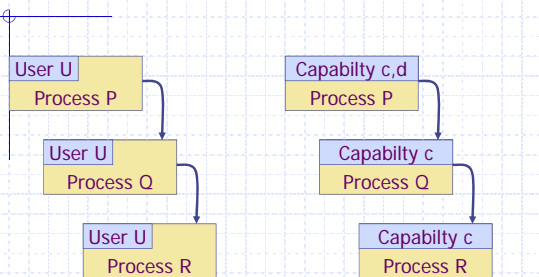 User U
Process P
User U
Process Q
User U
Process R
Capabilty c,d
Process P
Capabilty c
Process Q
Capabilty c
Process R